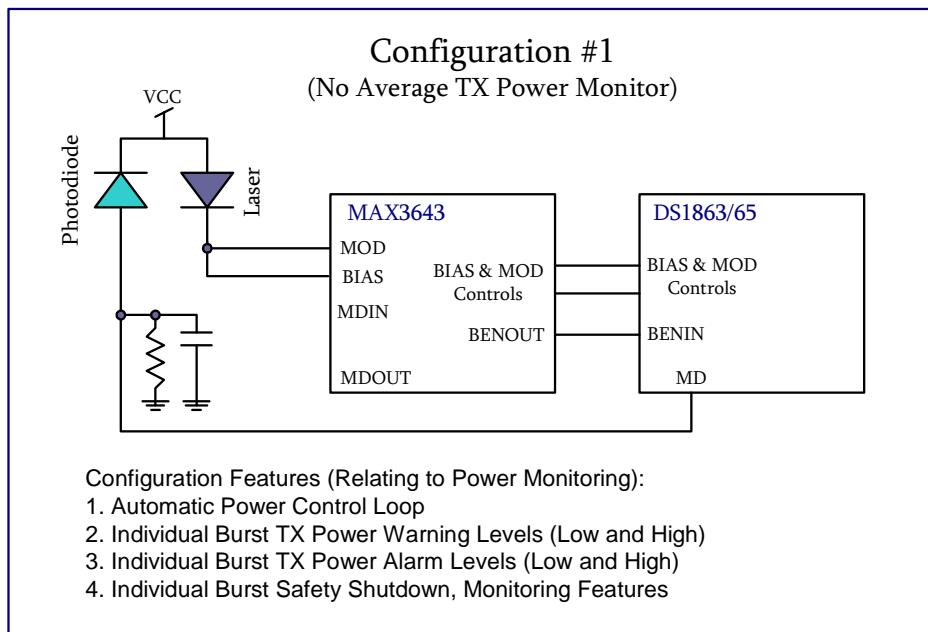 Configuration #1
(No Average TX Power Monitor)
VCC
Photodiode
Laser
MAX3643
MOD
BIAS
MDIN
MDOUT
BIAS & MOD
Controls
BENOUT
DS1863/65
BIAS & MOD
Controls
BENIN
MD
Configuration Features (Relating to Power Monitoring):
1. Automatic Power Control Loop
2. Individual Burst TX Power Warning Levels (Low and High)
3. Individual Burst TX Power Alarm Levels (Low and High)
4. Individual Burst Safety Shutdown, Monitoring Features